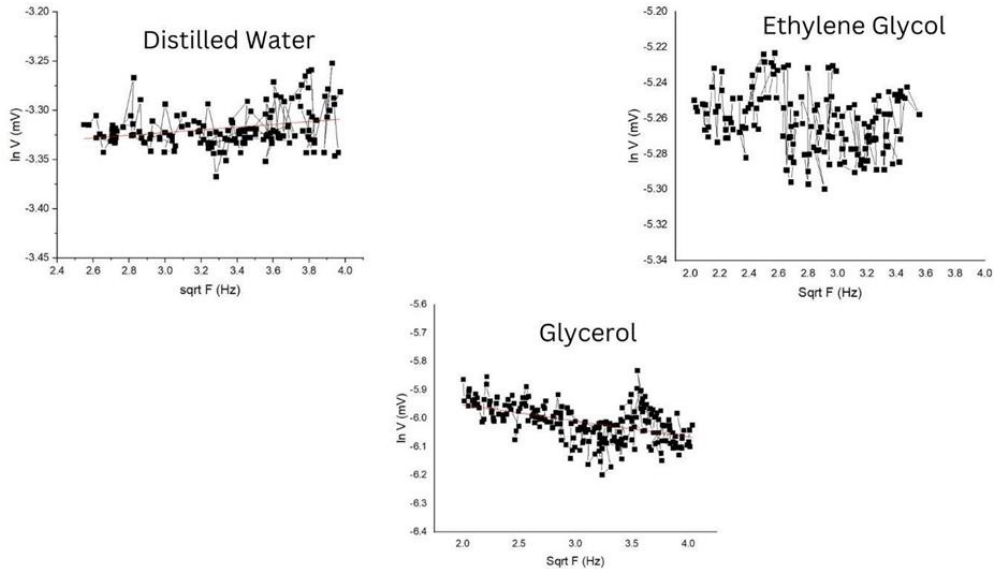 Distilled Water
-3.20
-3.25
-3.30
-3.35
-3.40
-3.45
ln V (mV)
2.4 2.6 2.8 3.0 3.2 3.4 3.6 3.8 4.0
sqrt F (Hz)
Ethylene Glycol
-5.20
-5.22
-5.24
-5.26
-5.28
-5.30
-5.34
ln V (mV)
2.0 2.2 2.4 2.6 2.8 3.0 3.2 3.4 3.6 3.8 4.0
Sqrt F (Hz)
Glycerol
-5.6
-5.7
-5.8
-5.9
-6.0
-6.1
-6.2
-6.3
-6.4
ln V (mV)
2.0 2.5 3.0 3.5 4.0
Sqrt F (Hz)